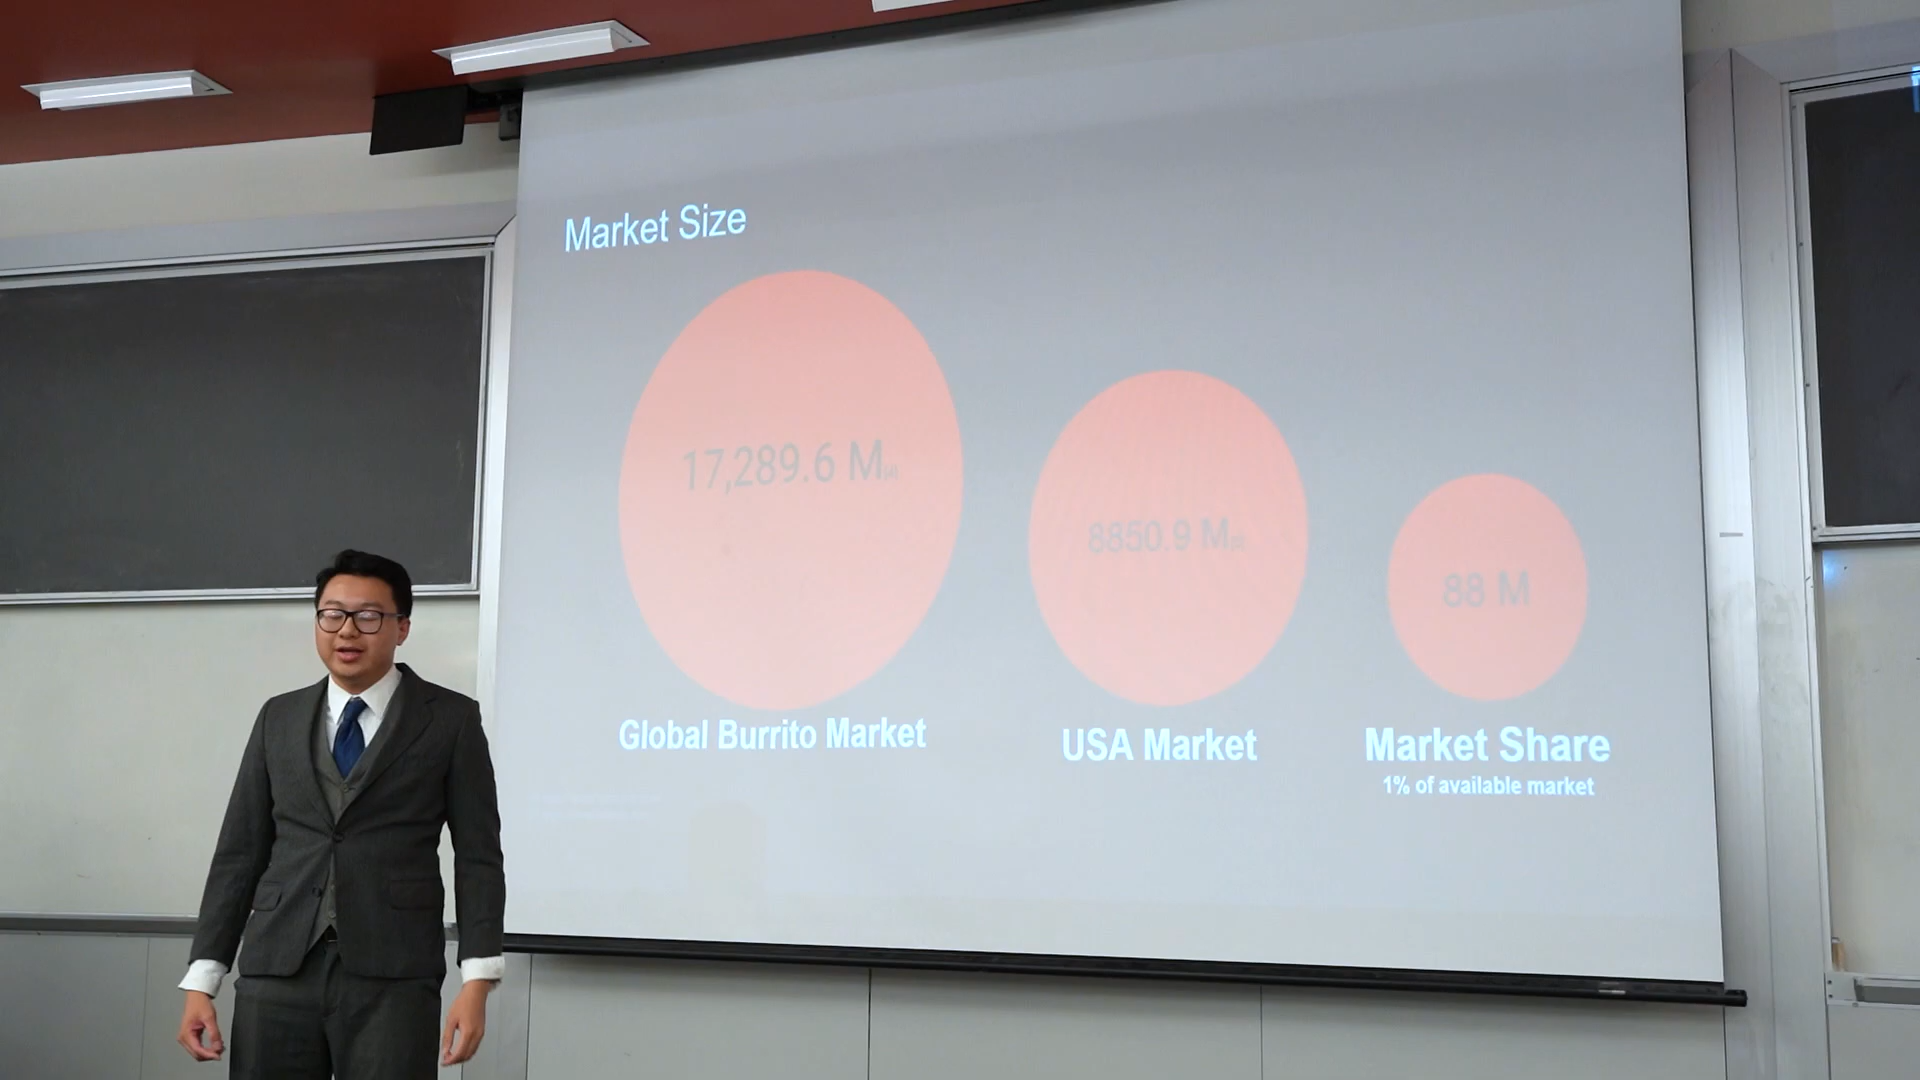 Market Size
17,289.6 M
8850.9 M
88 M
Global Burrito Market
USA Market
Market Share
1% of available market